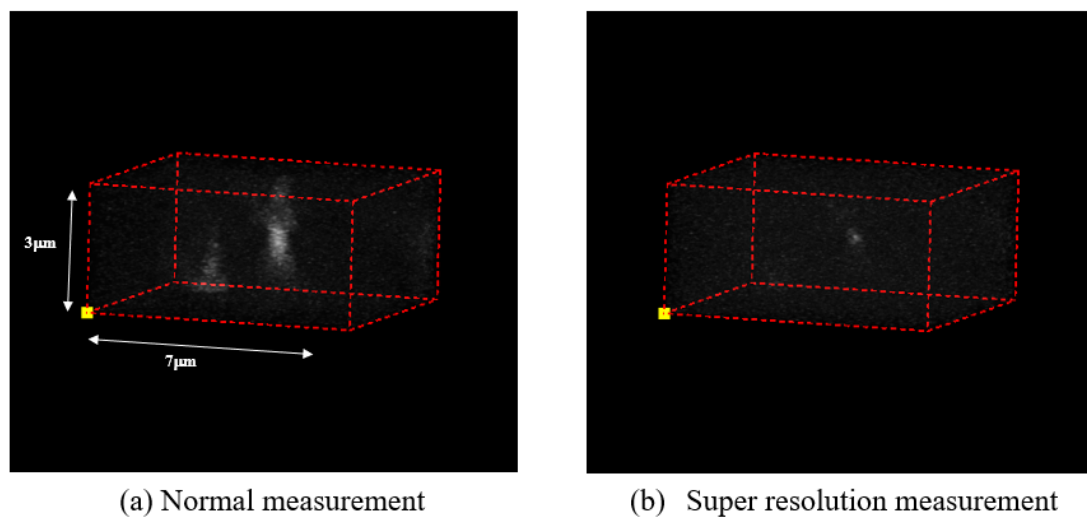 3μm
7μm
(a) Normal measurement
(b) Super resolution measurement